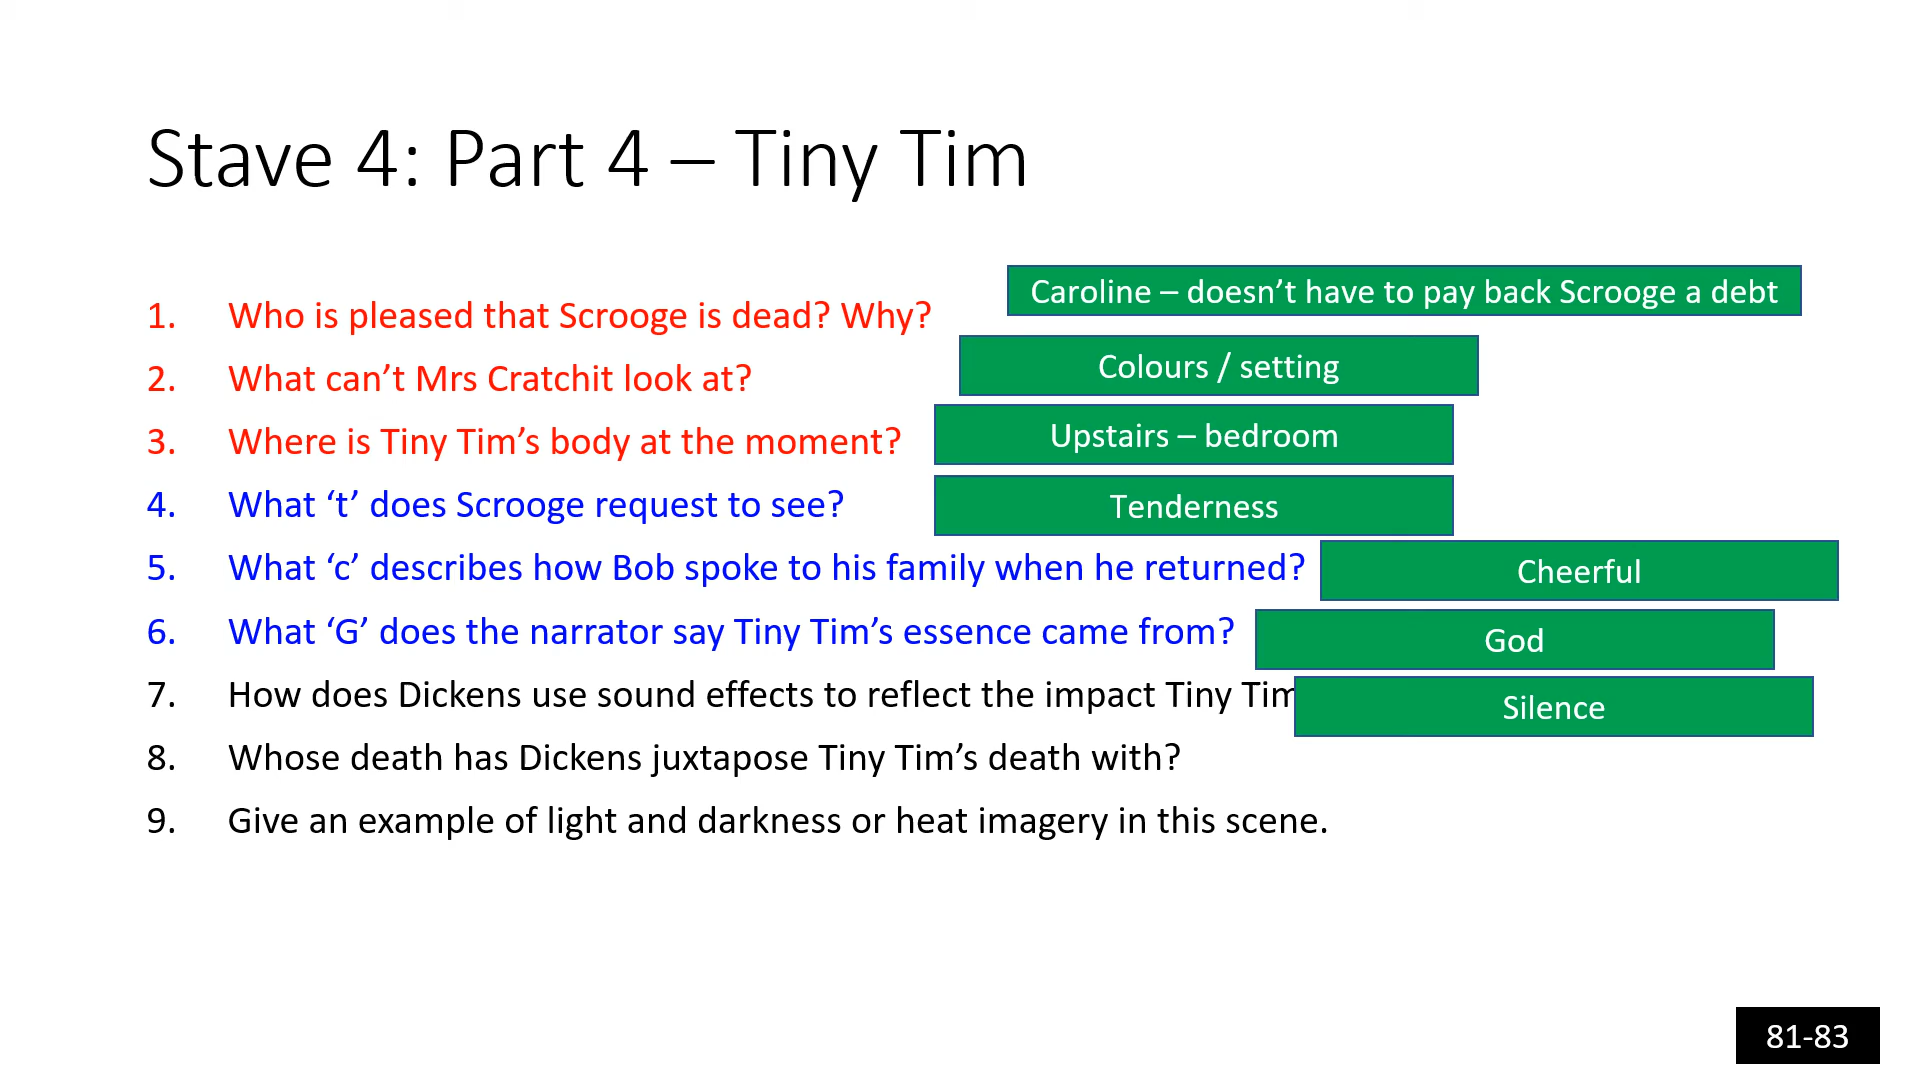 Stave 4: Part 4 – Tiny Tim
1. Who is pleased that Scrooge is dead? Why?
Caroline – doesn’t have to pay back Scrooge a debt
2. What can’t Mrs Cratchit look at?
Colours / setting
3. Where is Tiny Tim’s body at the moment?
Upstairs – bedroom
4. What ‘t’ does Scrooge request to see?
Tenderness
5. What ‘c’ describes how Bob spoke to his family when he returned?
Cheerful
6. What ‘G’ does the narrator say Tiny Tim’s essence came from?
God
7. How does Dickens use sound effects to reflect the impact Tiny Tim
Silence
8. Whose death has Dickens juxtapose Tiny Tim’s death with?
9. Give an example of light and darkness or heat imagery in this scene.
81-83